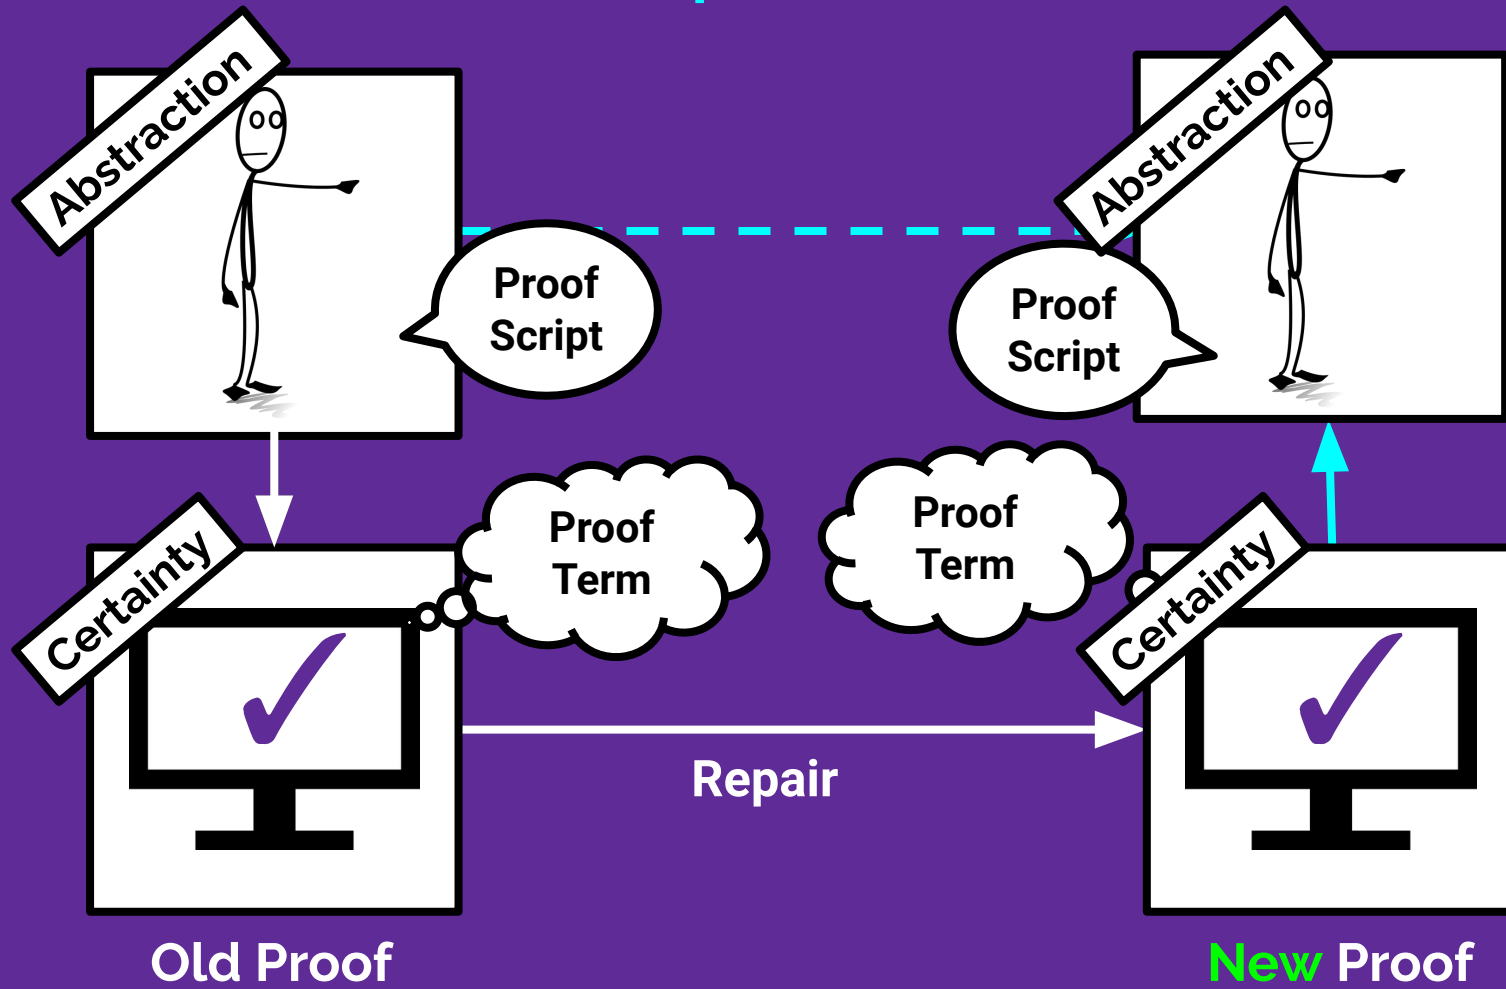 Abstraction
Abstraction
Proof
Script
Proof
Script
Proof
Term
Proof
Term
Certainty
Certainty
Repair
Old Proof
New Proof